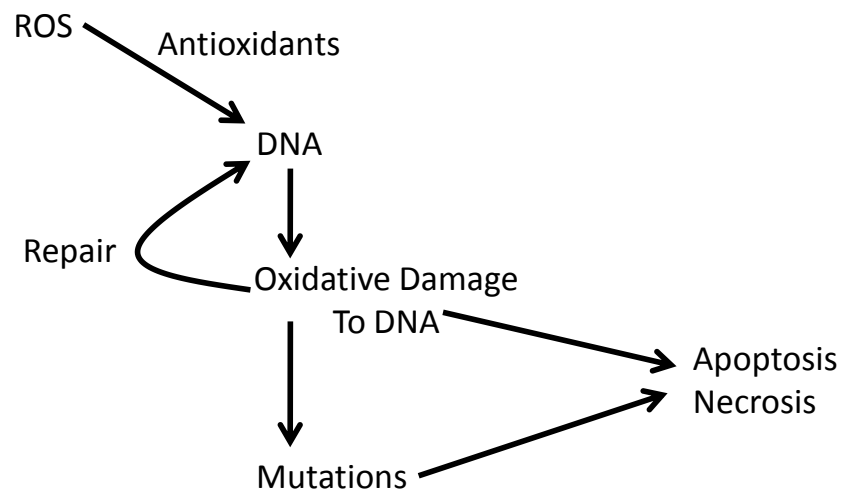 ROS
Antioxidants
DNA
Repair
Oxidative Damage
To DNA
Apoptosis
Necrosis
Mutations